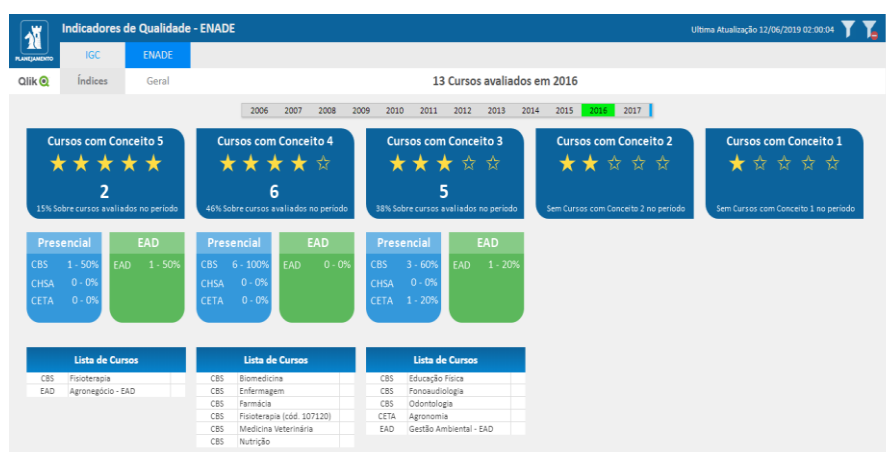 Indicadores de Qualidade - ENADE
Ultima Atualização 12/06/2019 02:00:04
PLANEJAMENTO
IGC ENADE
Qlik Índices Geral 13 Cursos avaliados em 2016
2006 2007 2008 2009 2010 2011 2012 2013 2014 2015 2016 2017
Cursos com Conceito 5
2
15% Sobre cursos avaliados no período
Cursos com Conceito 4
6
46% Sobre cursos avaliados no período
Cursos com Conceito 3
5
38% Sobre cursos avaliados no período
Cursos com Conceito 2
Sem Cursos com Conceito 2 no período
Cursos com Conceito 1
Sem Cursos com Conceito 1 no período
Presencial
CBS 1 - 50%
CHSA 0 - 0%
CETA 0 - 0%
EAD
EAD 1 - 50%
Presencial
CBS 6 - 100%
CHSA 0 - 0%
CETA 0 - 0%
EAD
EAD 0 - 0%
Presencial
CBS 3 - 60%
CHSA 0 - 0%
CETA 1 - 20%
EAD
EAD 1 - 20%
Lista de Cursos
CBS Fisioterapia
EAD Agronegócio - EAD
Lista de Cursos
CBS Biomedicina
CBS Enfermagem
CBS Farmácia
CBS Fisioterapia (cód. 107120)
CBS Medicina Veterinária
CBS Nutrição
Lista de Cursos
CBS Educação Física
CBS Fonoaudiologia
CBS Odontologia
CETA Agronomia
EAD Gestão Ambiental - EAD